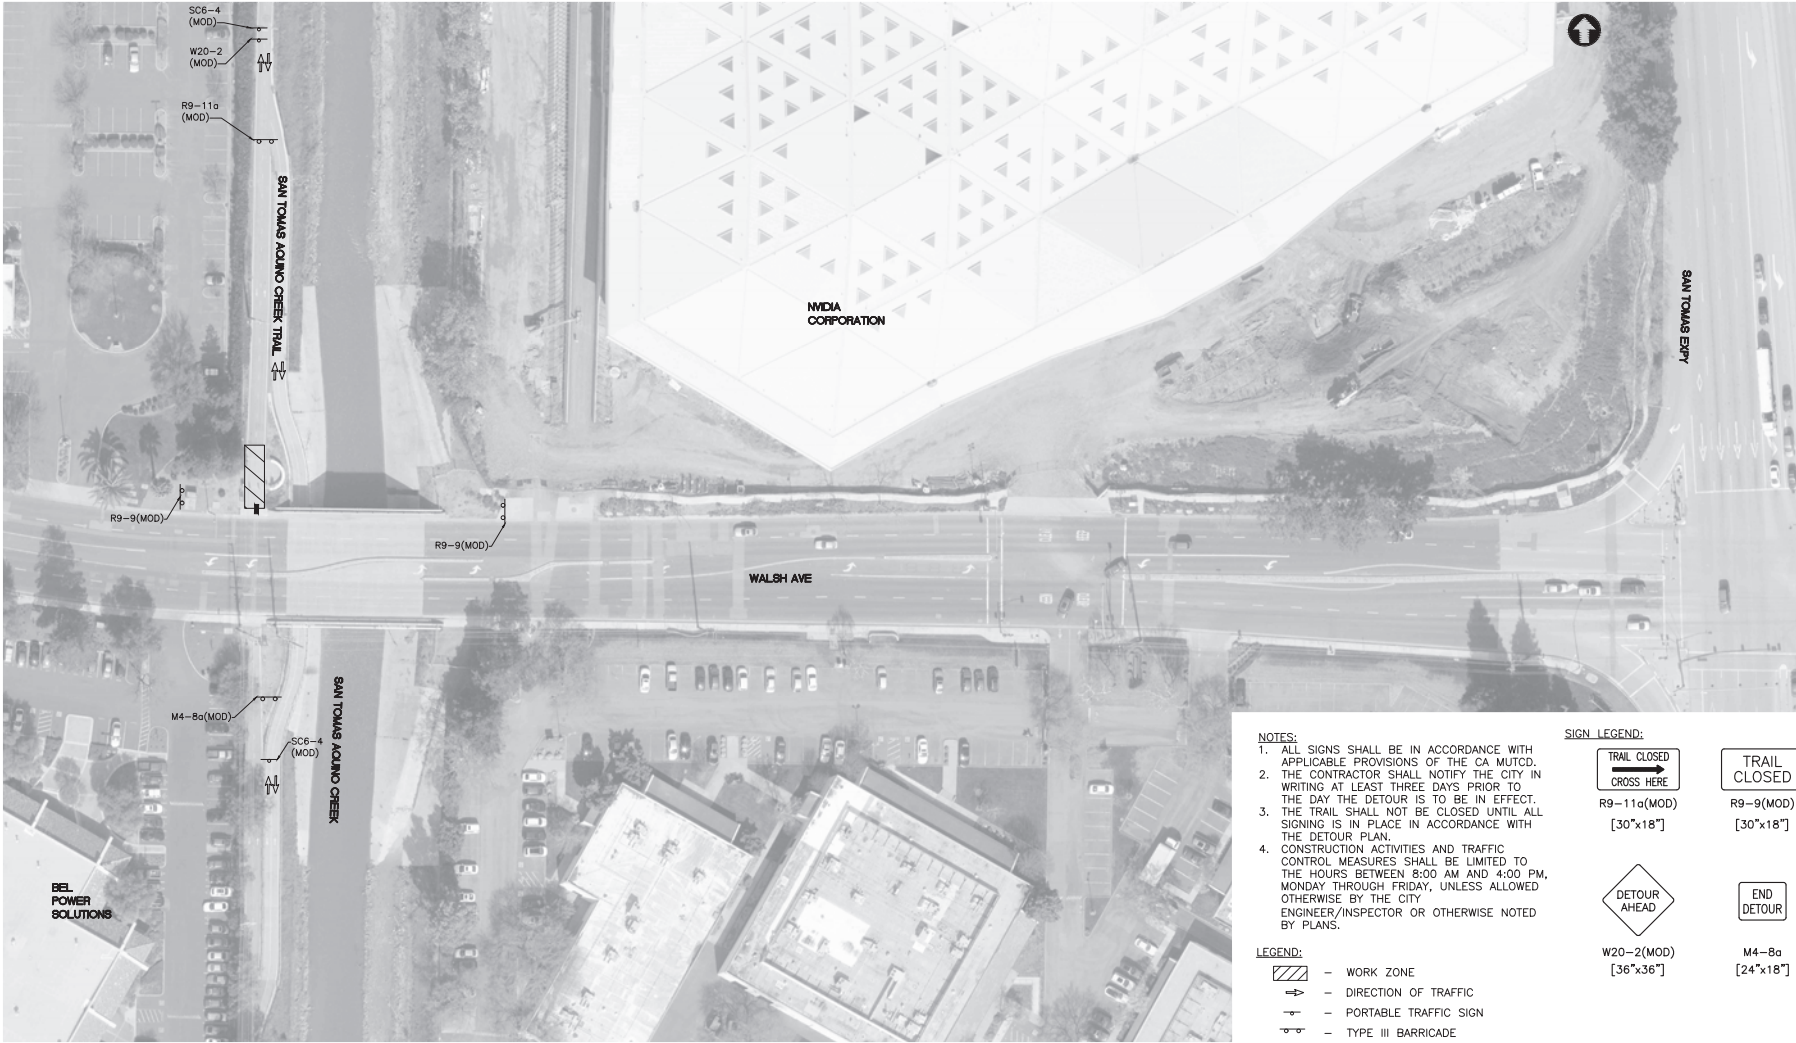 SC6-4
(MOD)
W20-2
(MOD)
R9-11a
(MOD)
SAN TOMAS AQUINO CREEK TRAIL
NVIDIA
CORPORATION
SAN TOMAS EXPY
R9-9(MOD)
R9-9(MOD)
WALSH AVE
M4-8a(MOD)
SC6-4
(MOD)
SAN TOMAS AQUINO CREEK
BEL
POWER
SOLUTIONS
NOTES:
1. ALL SIGNS SHALL BE IN ACCORDANCE WITH
APPLICABLE PROVISIONS OF THE CA MUTCD.
2. THE CONTRACTOR SHALL NOTIFY THE CITY IN
WRITING AT LEAST THREE DAYS PRIOR TO
THE DAY THE DETOUR IS TO BE IN EFFECT.
3. THE TRAIL SHALL NOT BE CLOSED UNTIL ALL
SIGNING IS IN PLACE IN ACCORDANCE WITH
THE DETOUR PLAN.
4. CONSTRUCTION ACTIVITIES AND TRAFFIC
CONTROL MEASURES SHALL BE LIMITED TO
THE HOURS BETWEEN 8:00 AM AND 4:00 PM,
MONDAY THROUGH FRIDAY, UNLESS ALLOWED
OTHERWISE BY THE CITY
ENGINEER/INSPECTOR OR OTHERWISE NOTED
BY PLANS.
LEGEND:
- WORK ZONE
- DIRECTION OF TRAFFIC
- PORTABLE TRAFFIC SIGN
- TYPE III BARRICADE
SIGN LEGEND:
TRAIL CLOSED
CROSS HERE
R9-11a(MOD)
[30"x18"]
TRAIL
CLOSED
R9-9(MOD)
[30"x18"]
DETOUR
AHEAD
W20-2(MOD)
[36"x36"]
END
DETOUR
M4-8a
[24"x18"]